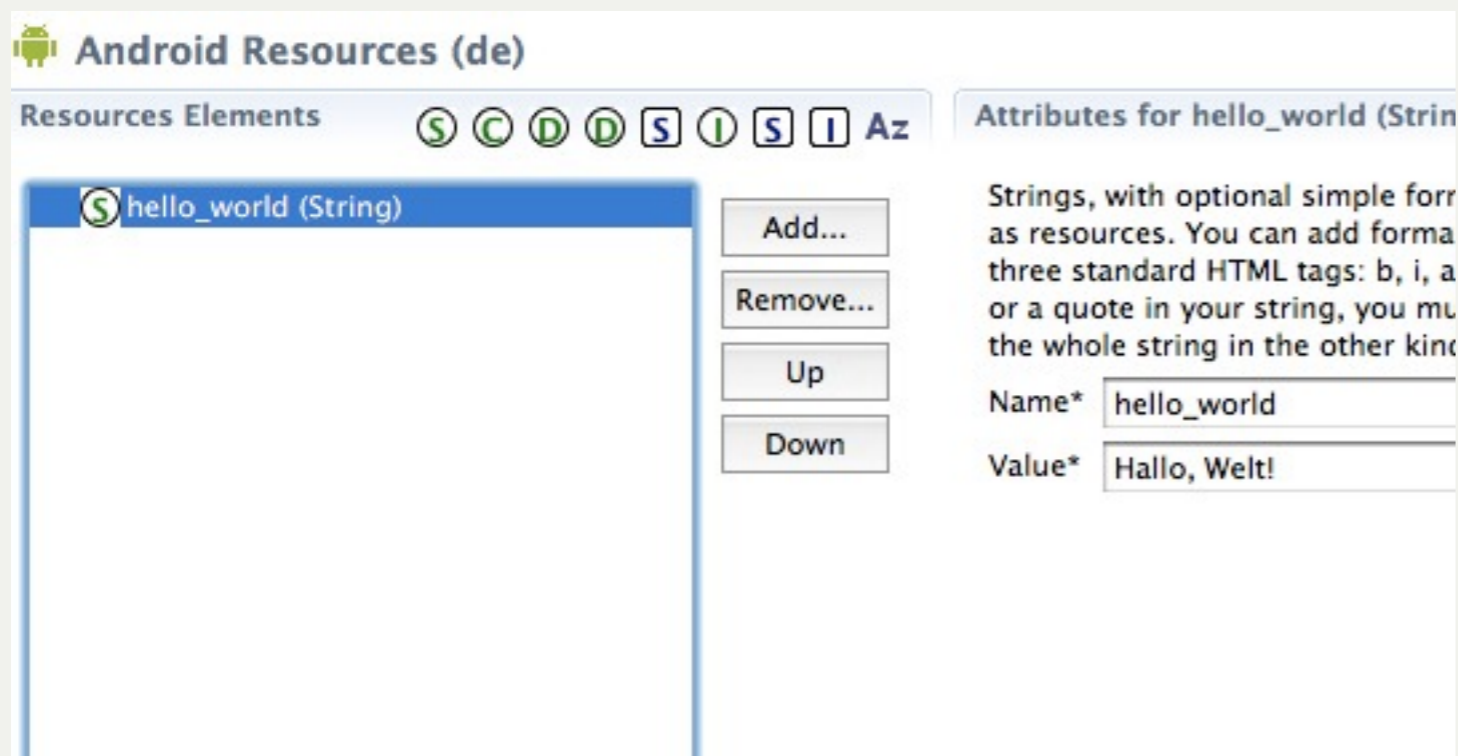 Android Resources (de)
Resources Elements
S C D D S I S I Az
hello_world (String)
Add...
Remove...
Up
Down
Attributes for hello_world (Strin
Strings, with optional simple
as resources. You can add forma
three standard HTML tags: b, i, a
or a quote in your string, you mu
the whole string in the other kind
Name* hello_world
Value* Hallo, Welt!